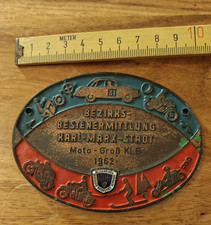 METER
1 2 3 4 5 6 7 8 9 10
BEZIRKS-
BESTENERMITTLUNG
KARL-MARX-STADT
Moto-Groß Kl. B
1962